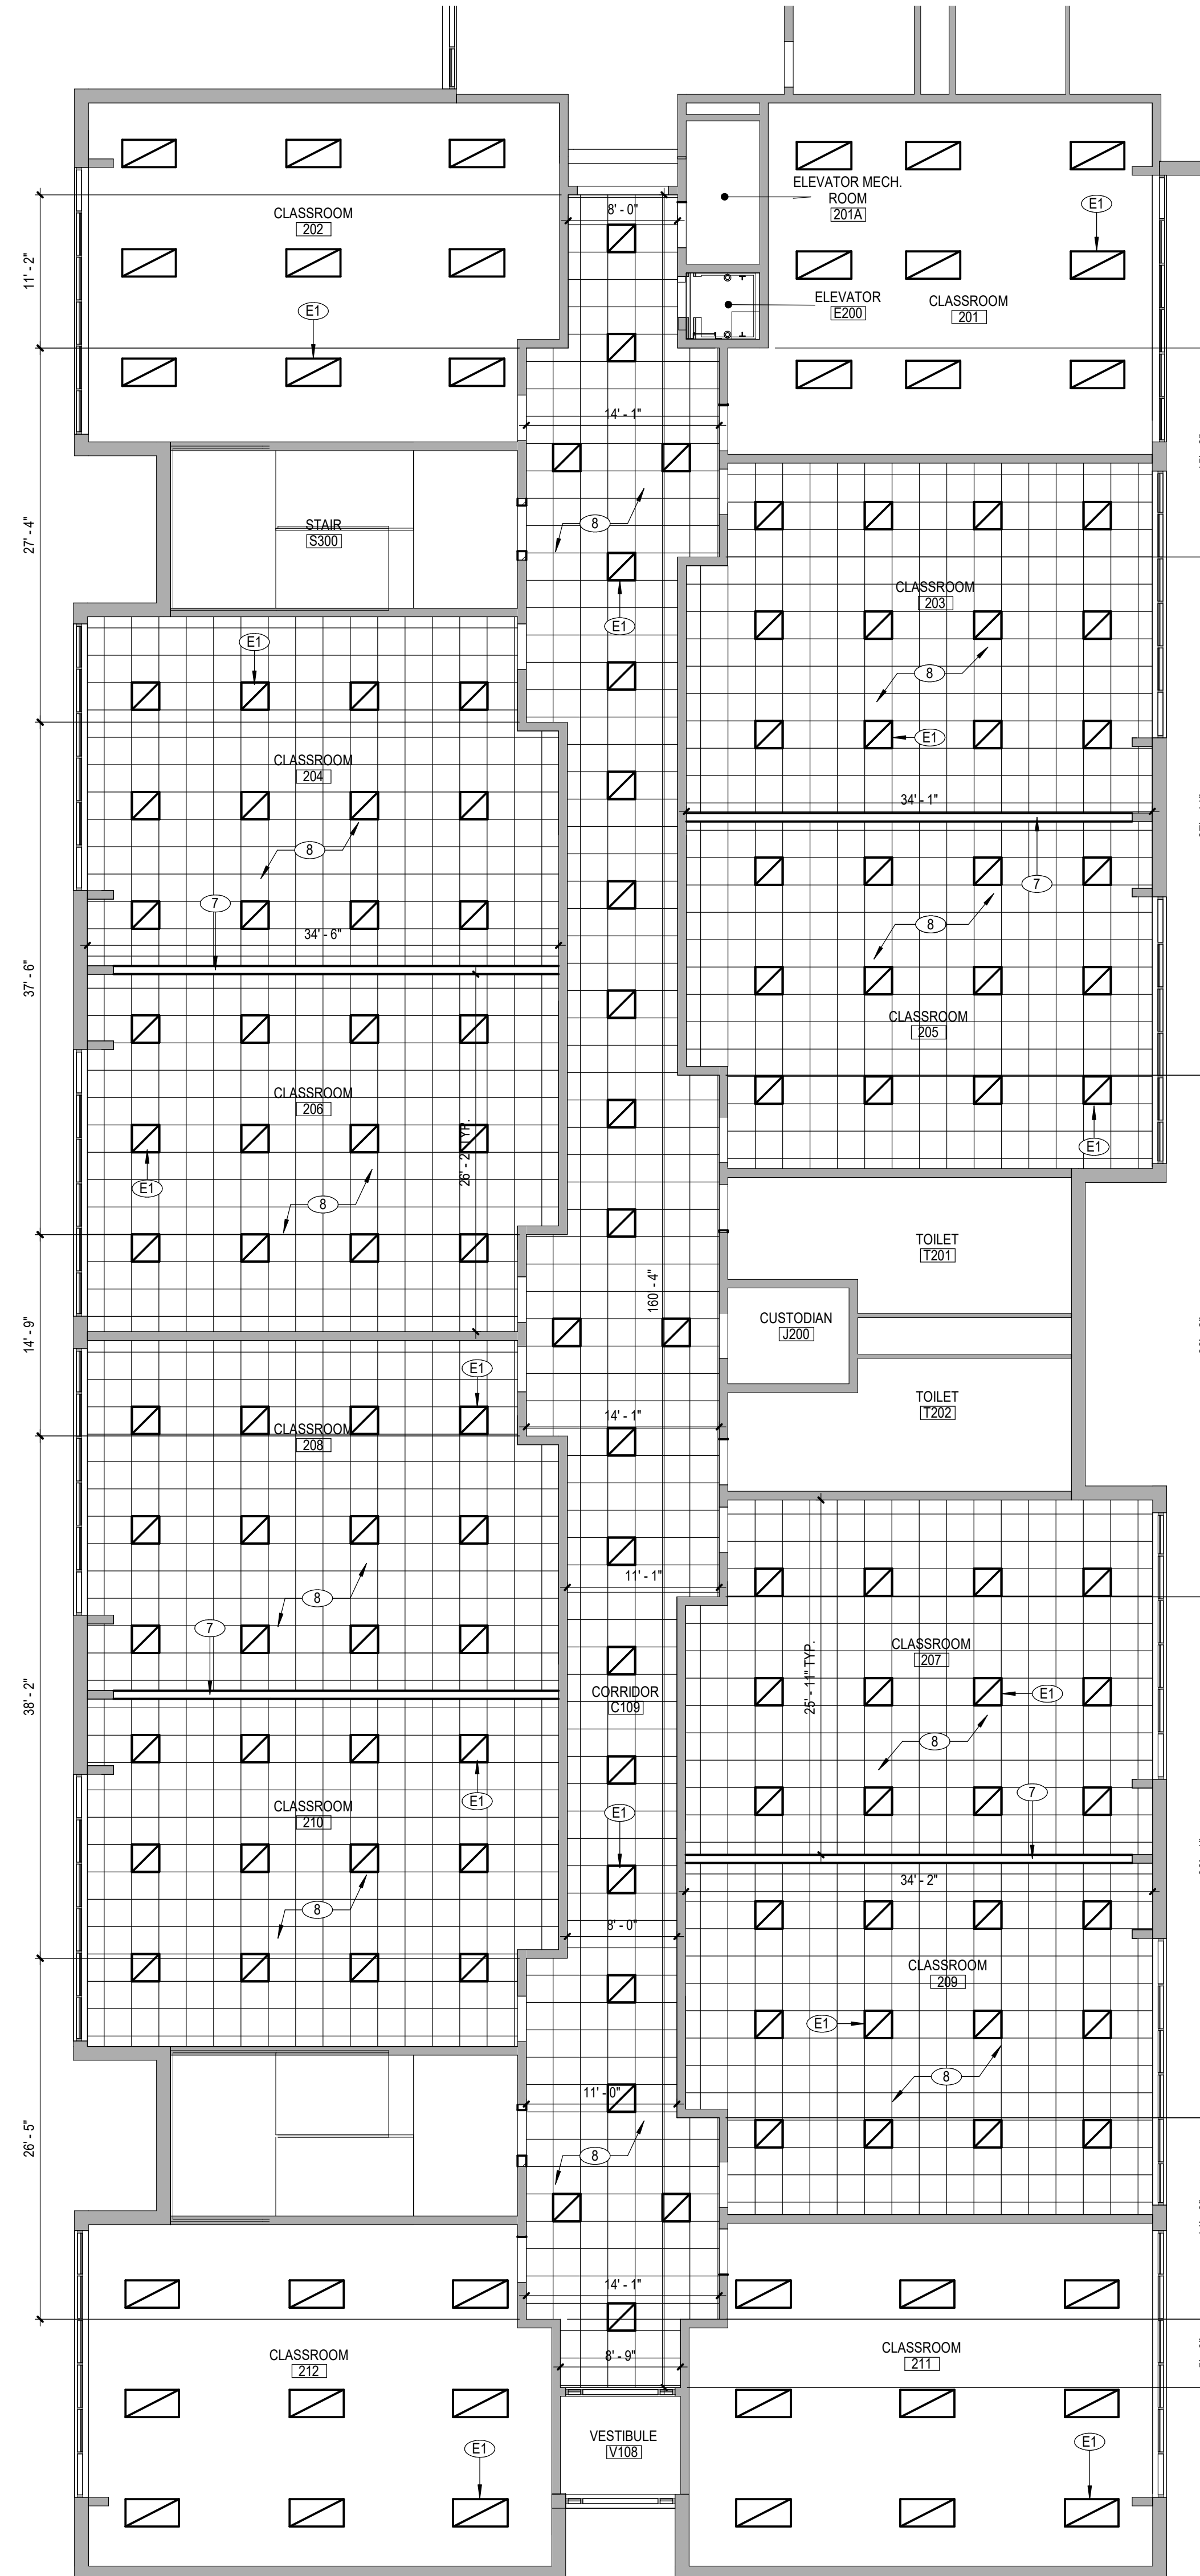 ELEVATOR MECH.
ROOM
201A
8' - 0"
CLASSROOM
202
E1
11' - 2"
E1
ELEVATOR
E200
CLASSROOM
201
14' - 1"
8
STAIR
S300
27' - 4"
CLASSROOM
203
E1
E1
8
E1
CLASSROOM
204
34' - 1"
8
7
7
34' - 6"
8
37' - 6"
CLASSROOM
205
CLASSROOM
206
26' - 2" TYP.
E1
E1
8
TOILET
T201
160' - 4"
CUSTODIAN
J200
14' - 9"
E1
TOILET
T202
14' - 1"
CLASSROOM
208
11' - 1"
8
7
CLASSROOM
207
25' - 11" TYP.
E1
CORRIDOR
C109
38' - 2"
8
7
E1
CLASSROOM
210
E1
34' - 2"
8
8' - 0"
CLASSROOM
209
E1
8
11' - 0"
8
26' - 5"
14' - 1"
CLASSROOM
212
8' - 9"
CLASSROOM
211
VESTIBULE
V108
E1
E1